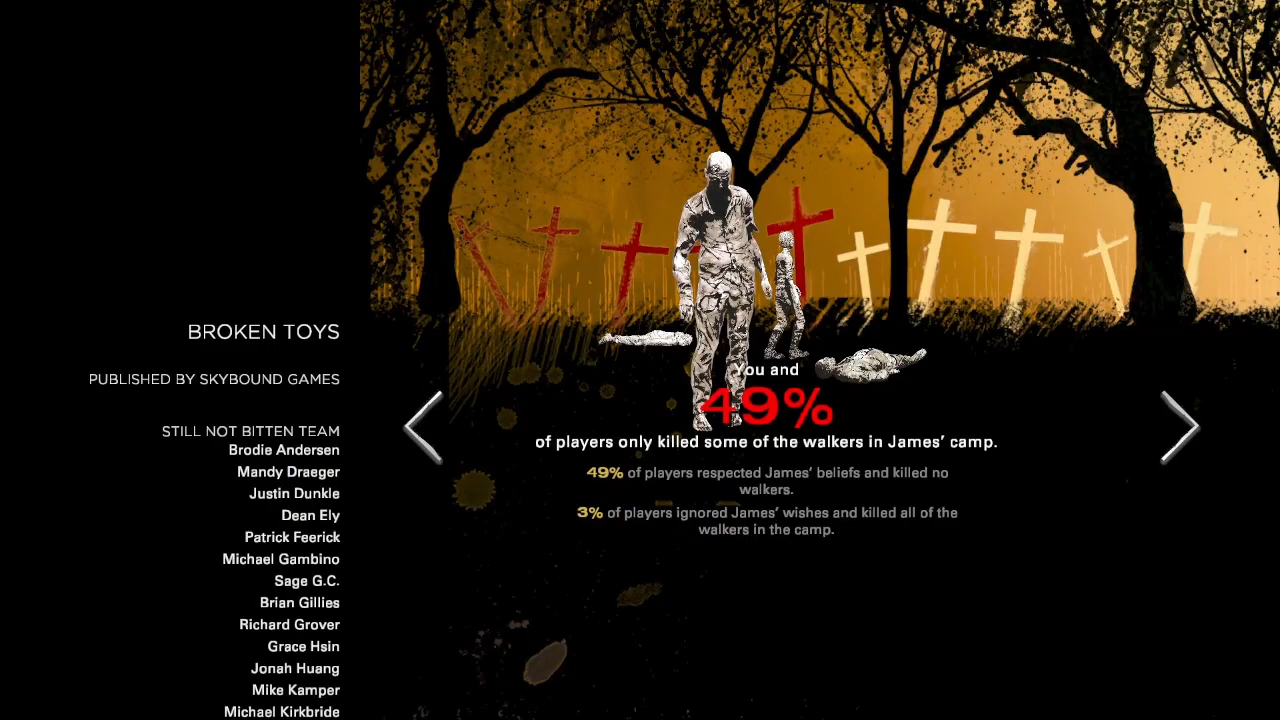 BROKEN TOYS
PUBLISHED BY SKYBOUND GAMES
STILL NOT BITTEN TEAM
Brodie Andersen
Mandy Draeger
Justin Dunkle
Dean Ely
Patrick Feerick
Michael Gambino
Sage G.C.
Brian Gillies
Richard Grover
Grace Hsin
Jonah Huang
Mike Kamper
Michael Kirkbride
You and
49%
of players only killed some of the walkers in James' camp.
49% of players respected James' beliefs and killed no
walkers.
3% of players ignored James' wishes and killed all of the
walkers in the camp.